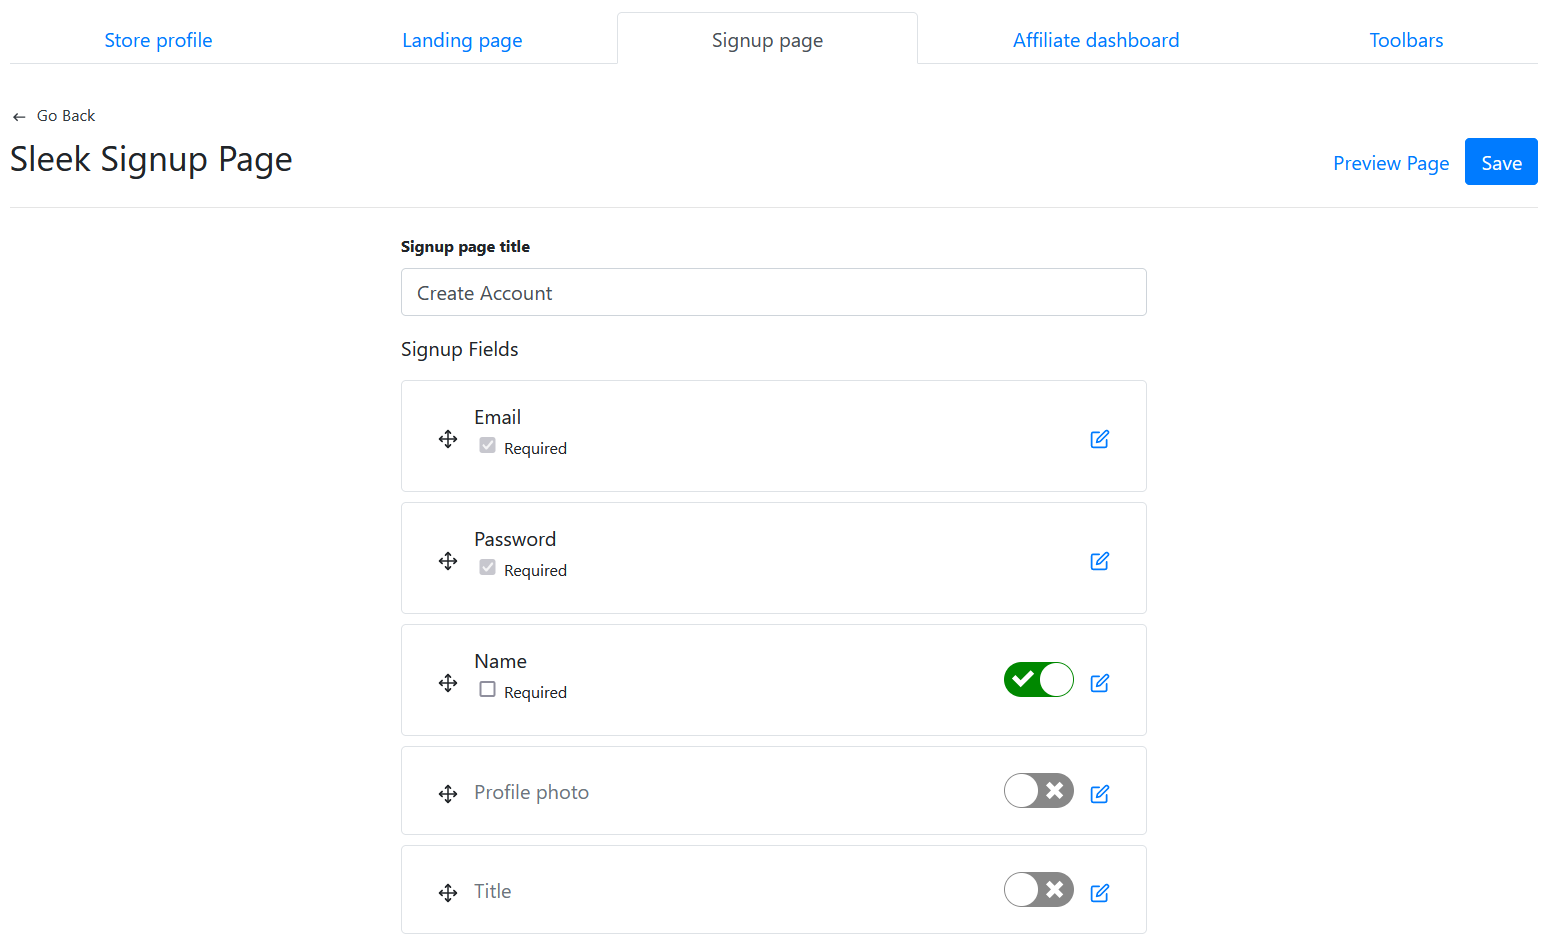 Store profile
Landing page
Signup page
Affiliate dashboard
Toolbars
Go Back
Sleek Signup Page
Preview Page
Save
Signup page title
Create Account
Signup Fields
Email
Required
Password
Required
Name
Required
Profile photo
Title